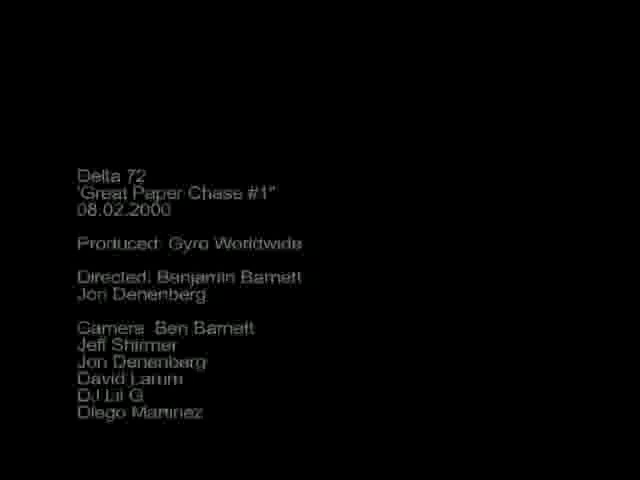 Delta 72
'Great Paper Chase #1"
08.02.2000
Produced: Gyro Worldwide
Directed: Benjamin Barnett
Jon Denenberg
Camera: Ben Barnett
Jeff Shirmer
Jon Denenberg
David Larum
DJ Lil G
Diego Martinez